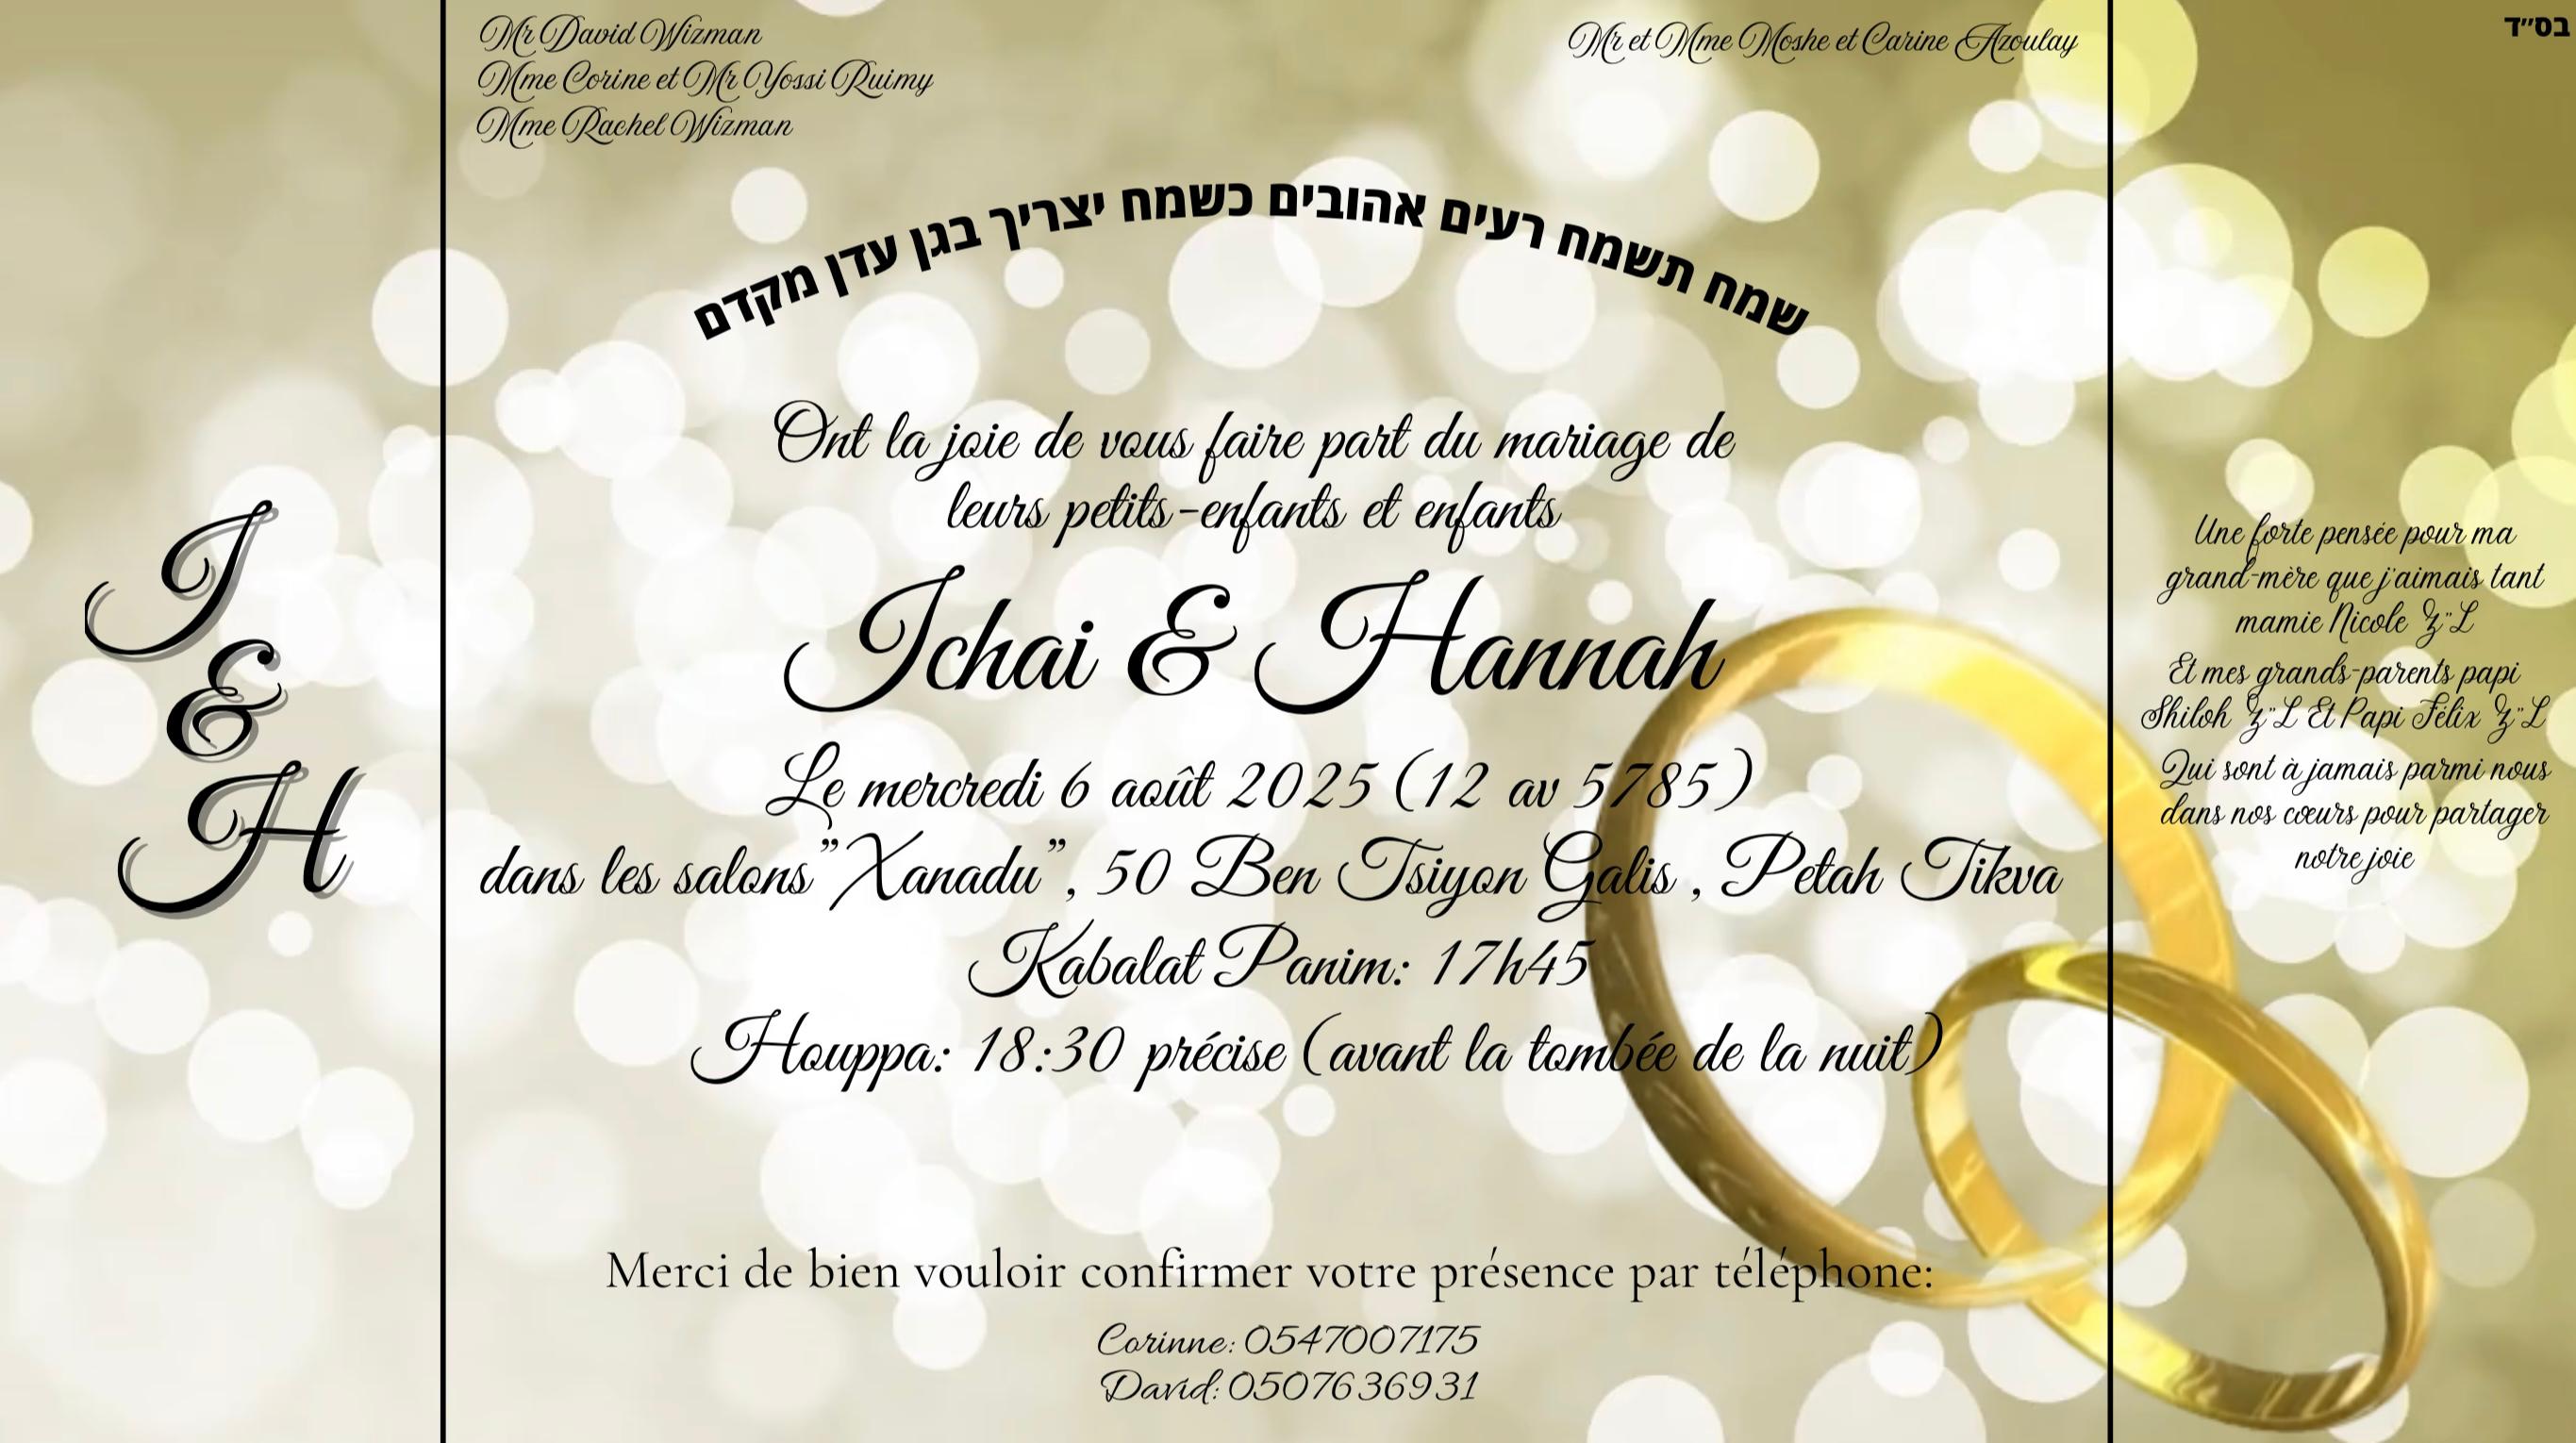 בס״ד
Mr David Wizman
Mme Corine et Mr Yossi Ruimy
Mme Rachel Wizman
Mr et Mme Moshe et Carine Azoulay
שמח תשמח רעים אהובים כשמח יצריך בגן עדן מקדם
Ont la joie de vous faire part du mariage de
leurs petits-enfants et enfants
Ichai & Hannah
Le mercredi 6 août 2025 (12 av 5785)
dans les salons "Xanadu", 50 Ben Tsiyon Galis , Petah Tikva
Kabalat Panim: 17h45
Houppa: 18:30 précise (avant la tombée de la nuit)
Merci de bien vouloir confirmer votre présence par téléphone:
Corinne: 0547007175
David: 0507636931
I
&
H
Une forte pensée pour ma
grand-mère que j'aimais tant
mamie Nicole Z"L
Et mes grands-parents papi
Shiloh Z"L Et Papi Félix Z"L
Qui sont à jamais parmi nous
dans nos cœurs pour partager
notre joie